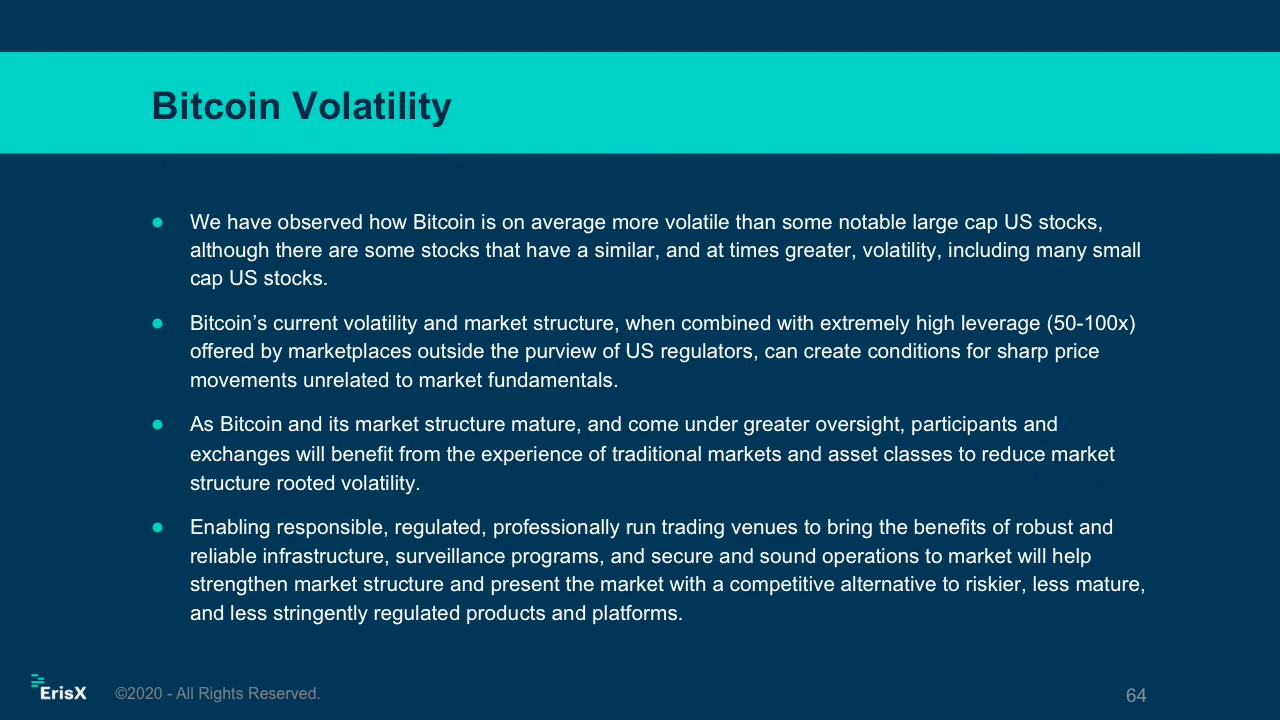 Bitcoin Volatility
● We have observed how Bitcoin is on average more volatile than some notable large cap US stocks,
although there are some stocks that have a similar, and at times greater, volatility, including many small
cap US stocks.
● Bitcoin’s current volatility and market structure, when combined with extremely high leverage (50-100x)
offered by marketplaces outside the purview of US regulators, can create conditions for sharp price
movements unrelated to market fundamentals.
● As Bitcoin and its market structure mature, and come under greater oversight, participants and
exchanges will benefit from the experience of traditional markets and asset classes to reduce market
structure rooted volatility.
● Enabling responsible, regulated, professionally run trading venues to bring the benefits of robust and
reliable infrastructure, surveillance programs, and secure and sound operations to market will help
strengthen market structure and present the market with a competitive alternative to riskier, less mature,
and less stringently regulated products and platforms.
ErisX ©2020 - All Rights Reserved. 64